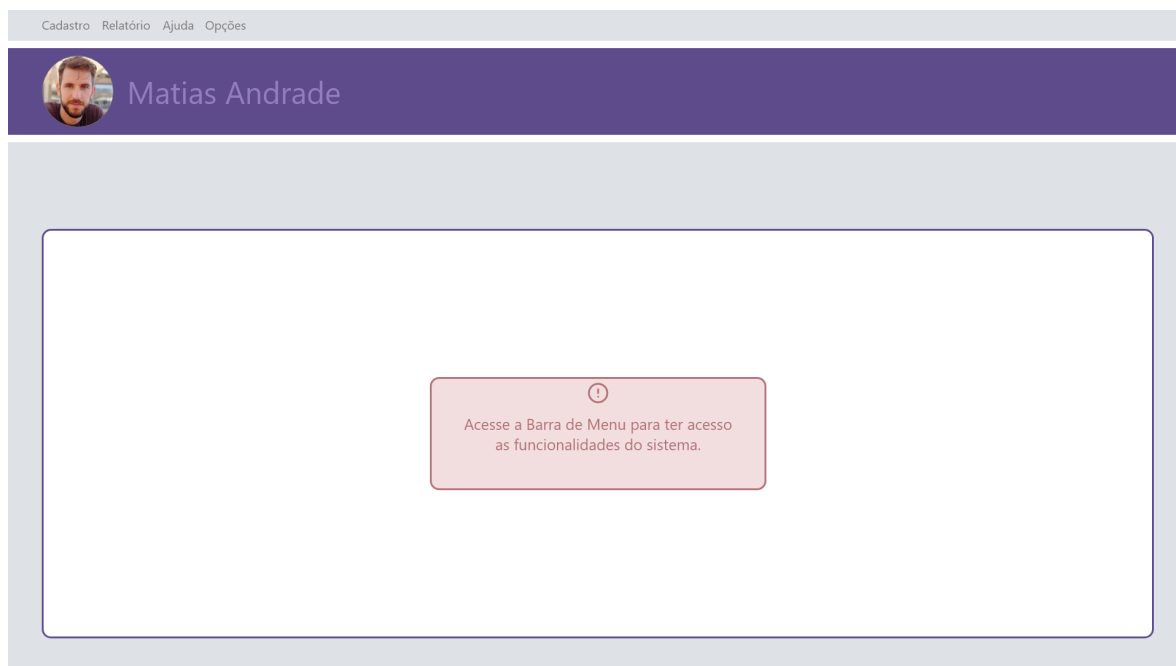 Cadastro Relatório Ajuda Opções
Matias Andrade
Acesse a Barra de Menu para ter acesso
as funcionalidades do sistema.